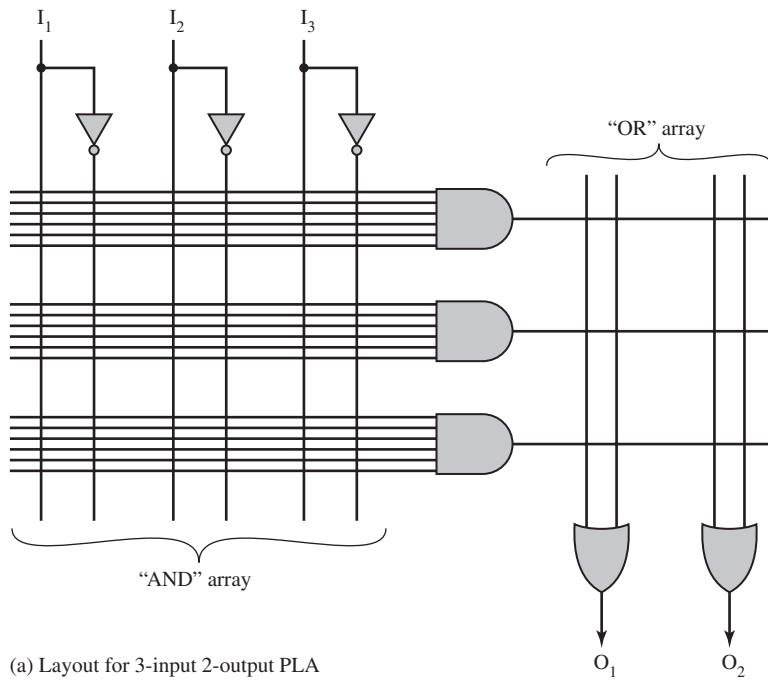 I1 I2 I3
“OR” array
“AND” array
O1 O2
(a) Layout for 3-input 2-output PLA